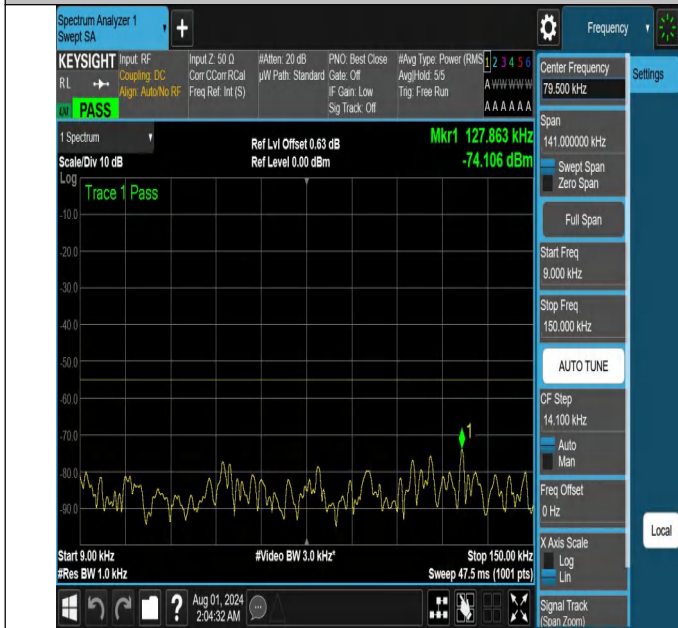 Spectrum Analyzer 1
Swept SA
+
Frequency
KEYSIGHT
RL
LXI
PASS
Input: RF
Coupling: DC
Align: Auto/No RF
Input Z: 50 Ω
Corr CCorr RCal
Freq Ref: Int (S)
#Atten: 20 dB
µW Path: Standard
PNO: Best Close
Gate: Off
IF Gain: Low
Sig Track: Off
#Avg Type: Power (RMS
Avg|Hold: 5/5
Trig: Free Run
1 2 3 4 5 6
A W W W W W
A A A A A A
Center Frequency
79.500 kHz
Settings
Span
141.000000 kHz
Swept Span
Zero Span
Full Span
Start Freq
9.000 kHz
Stop Freq
150.000 kHz
AUTO TUNE
CF Step
14.100 kHz
Auto
Man
Freq Offset
0 Hz
X Axis Scale
Log
Lin
Signal Track
(Span Zoom)
Local
1 Spectrum
Scale/Div 10 dB
Ref Lvl Offset 0.63 dB
Ref Level 0.00 dBm
Mkr1 127.863 kHz
-74.106 dBm
Log
Trace 1 Pass
-10.0
-20.0
-30.0
-40.0
-50.0
-60.0
-70.0
-80.0
-90.0
1
Start 9.00 kHz
#Res BW 1.0 kHz
#Video BW 3.0 kHz*
Stop 150.00 kHz
Sweep 47.5 ms (1001 pts)
?
Aug 01, 2024
2:04:32 AM